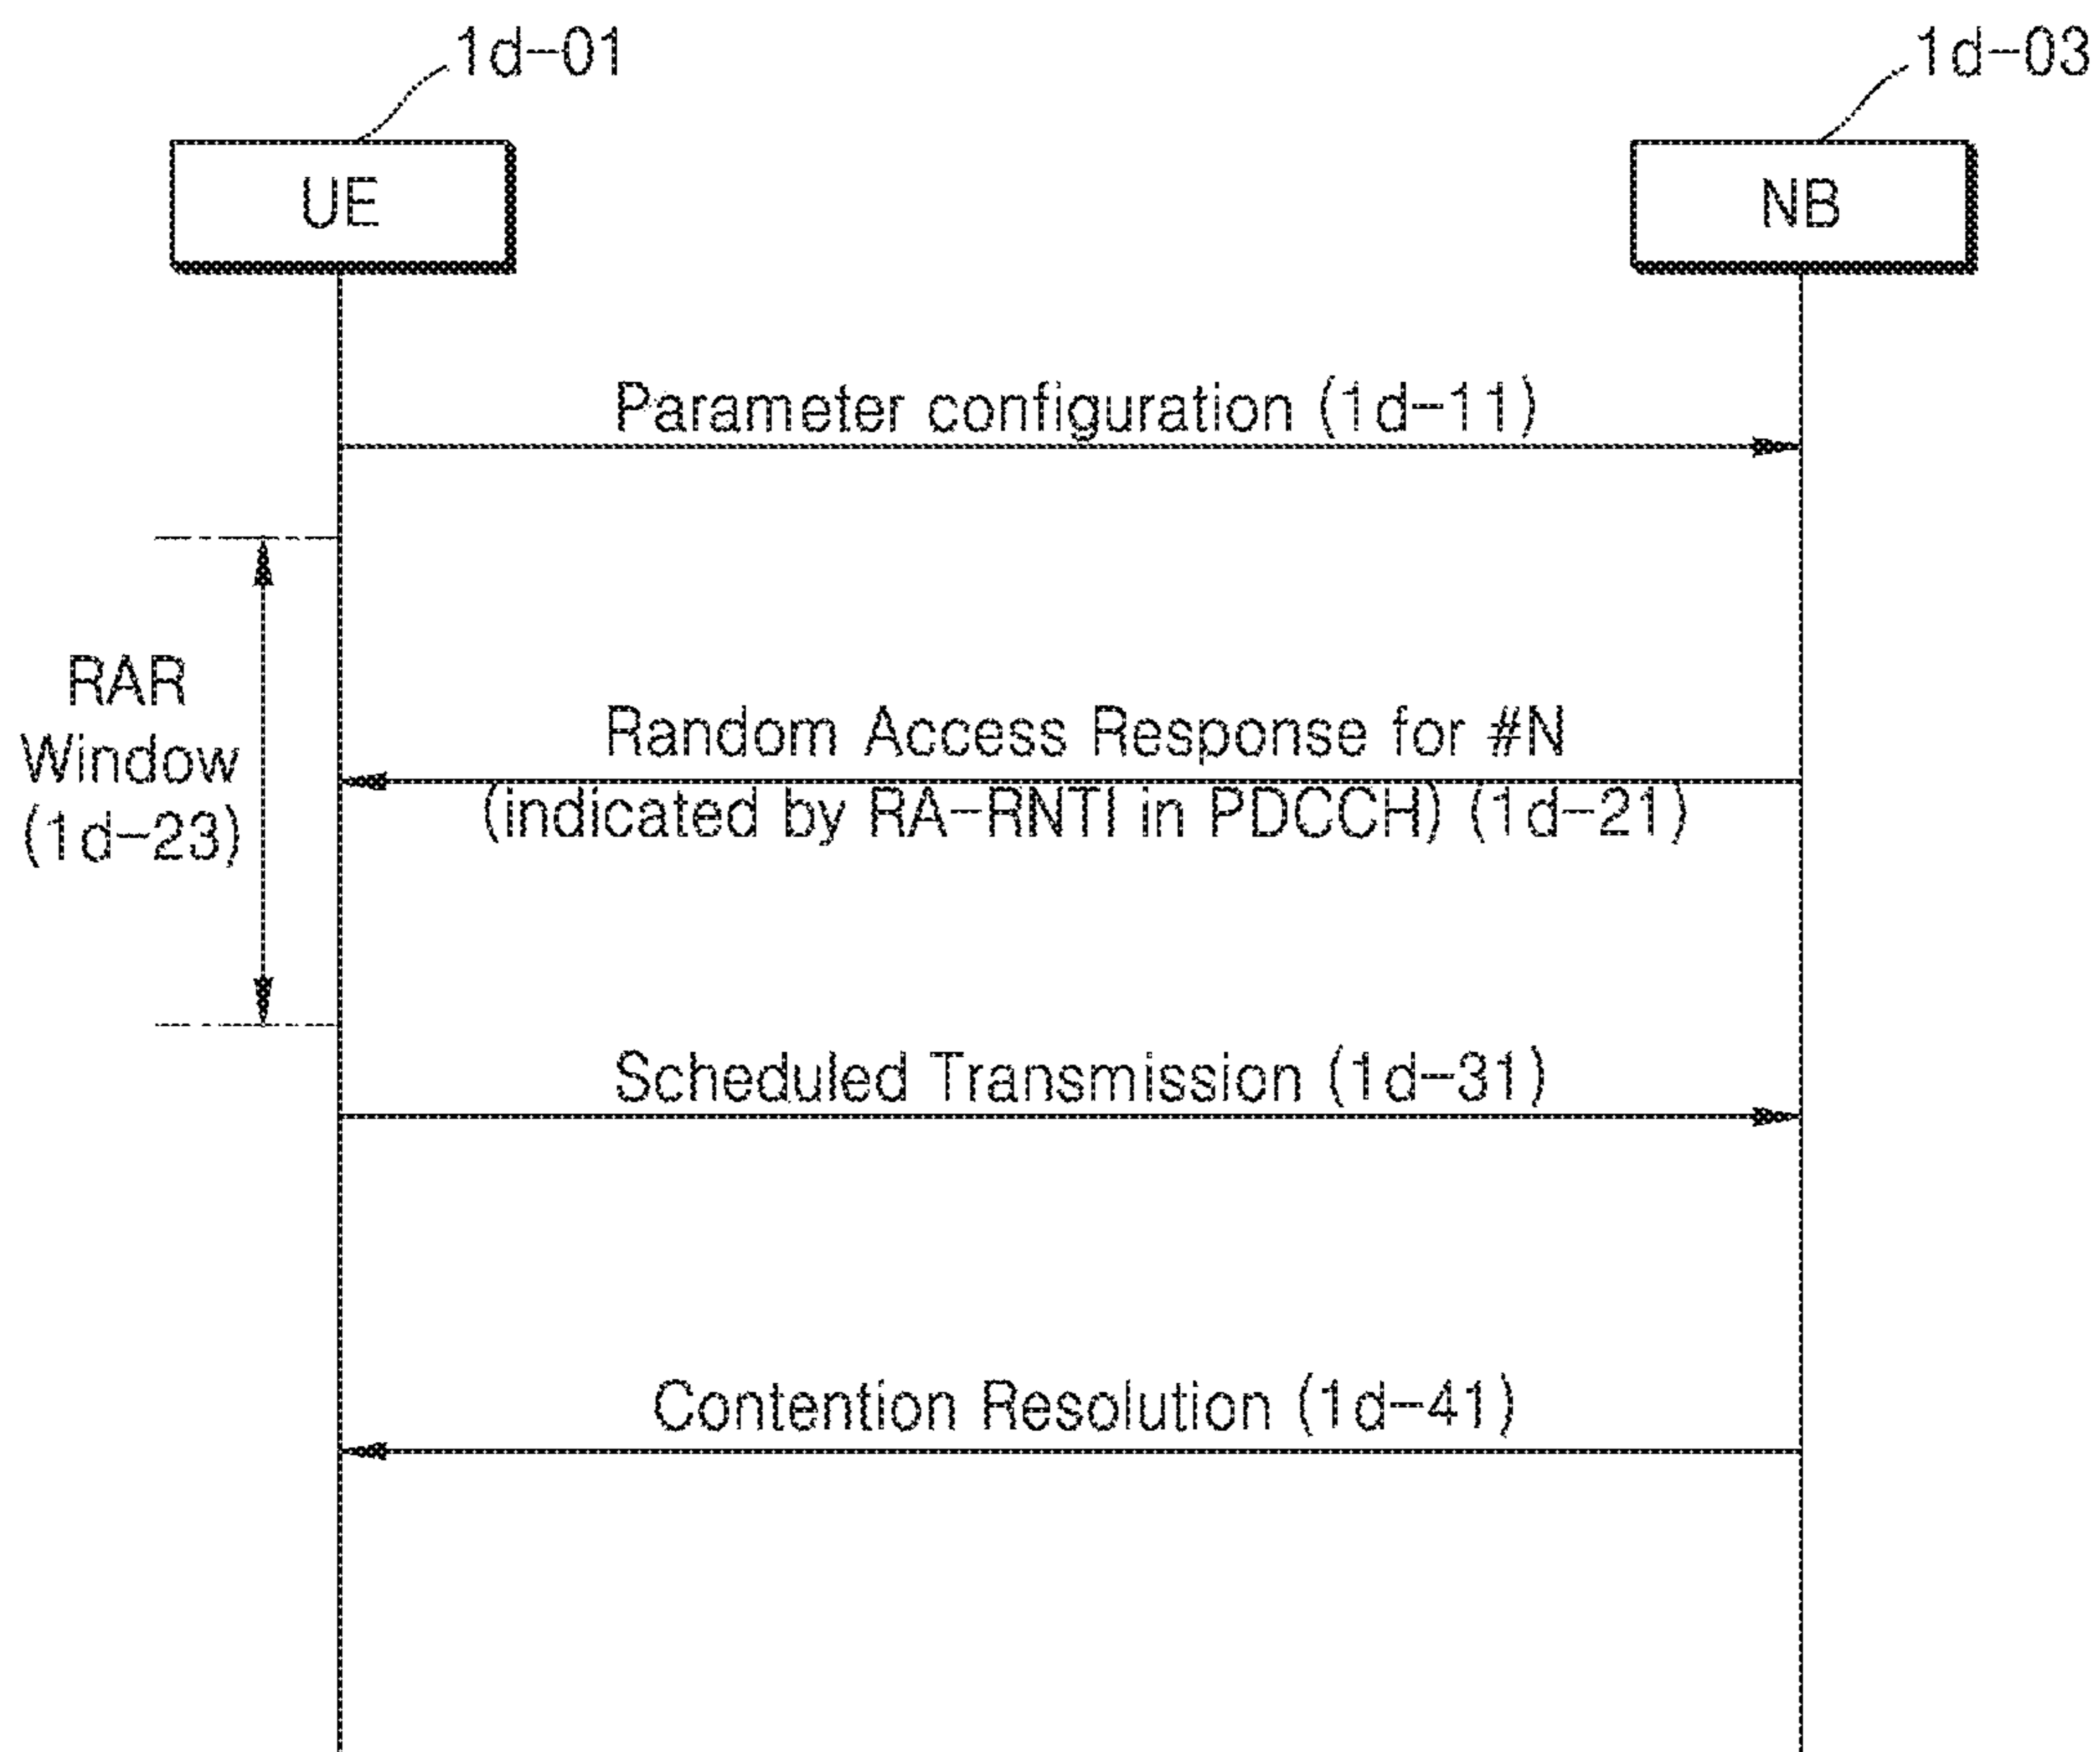 1d-01
1d-03
UE
NB
Parameter configuration (1d-11)
RAR
Window
(1d-23)
Random Access Response for #N
(indicated by RA-RNTI in PDCCH) (1d-21)
Scheduled Transmission (1d-31)
Contention Resolution (1d-41)